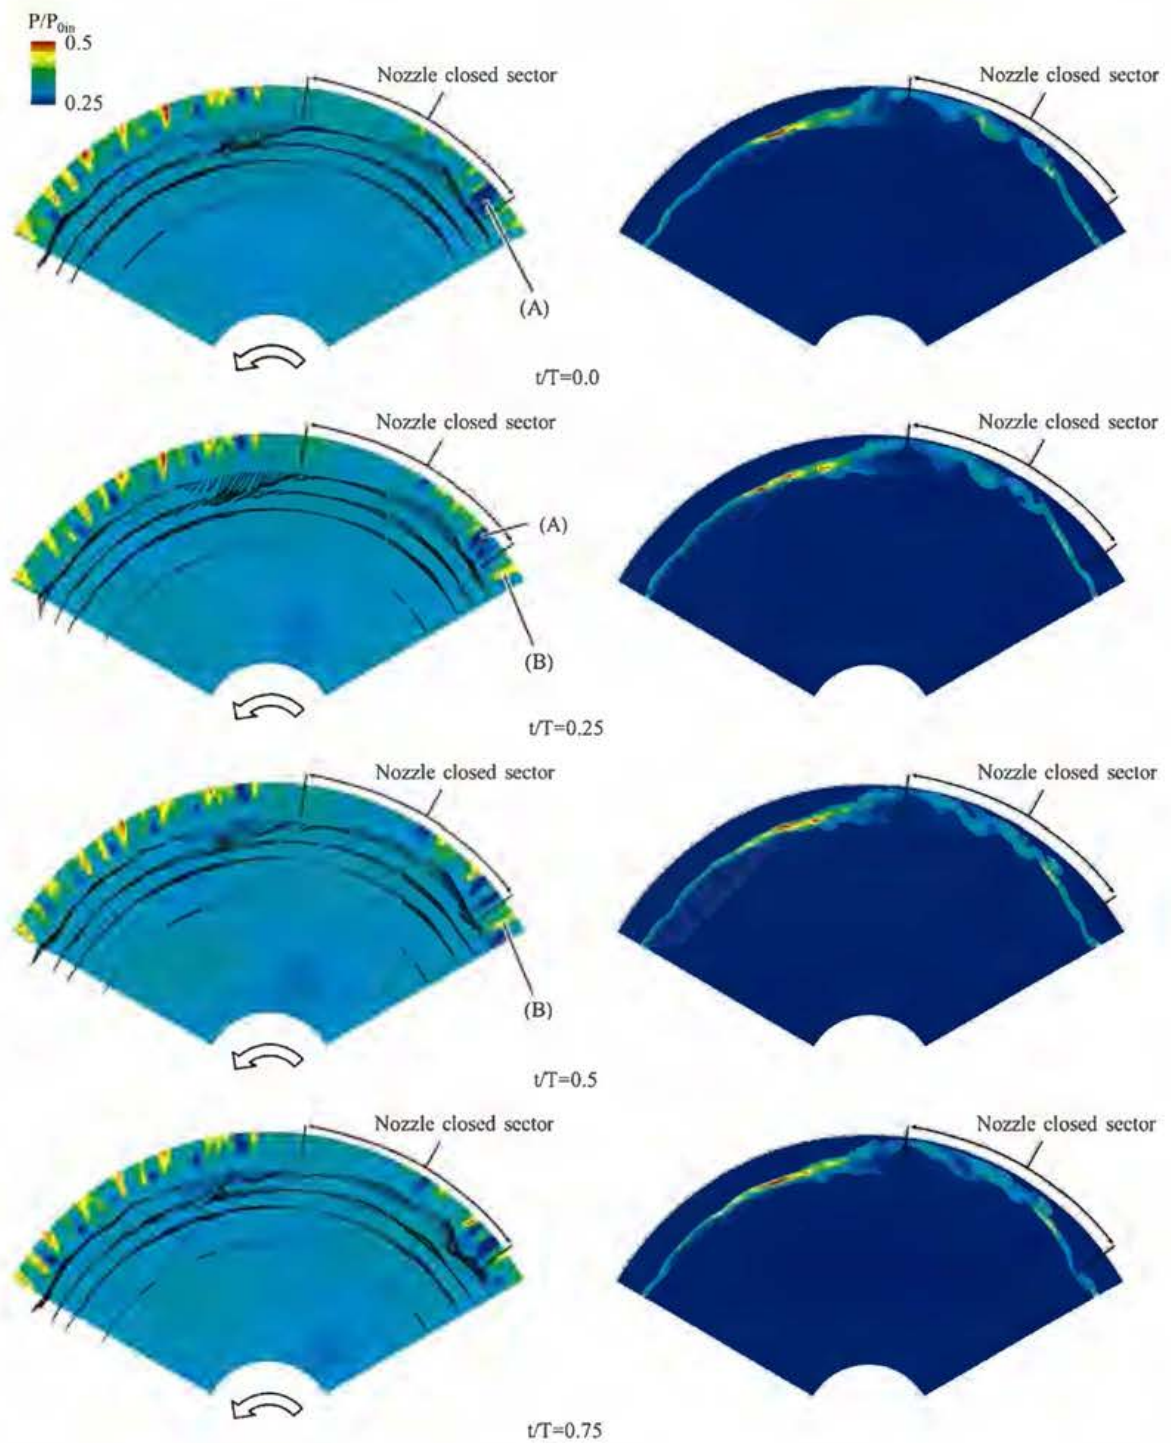 P/P0in
0.5
0.25
Nozzle closed sector
Nozzle closed sector
(A)
t/T=0.0
Nozzle closed sector
Nozzle closed sector
(A)
(B)
t/T=0.25
Nozzle closed sector
Nozzle closed sector
(B)
t/T=0.5
Nozzle closed sector
Nozzle closed sector
t/T=0.75